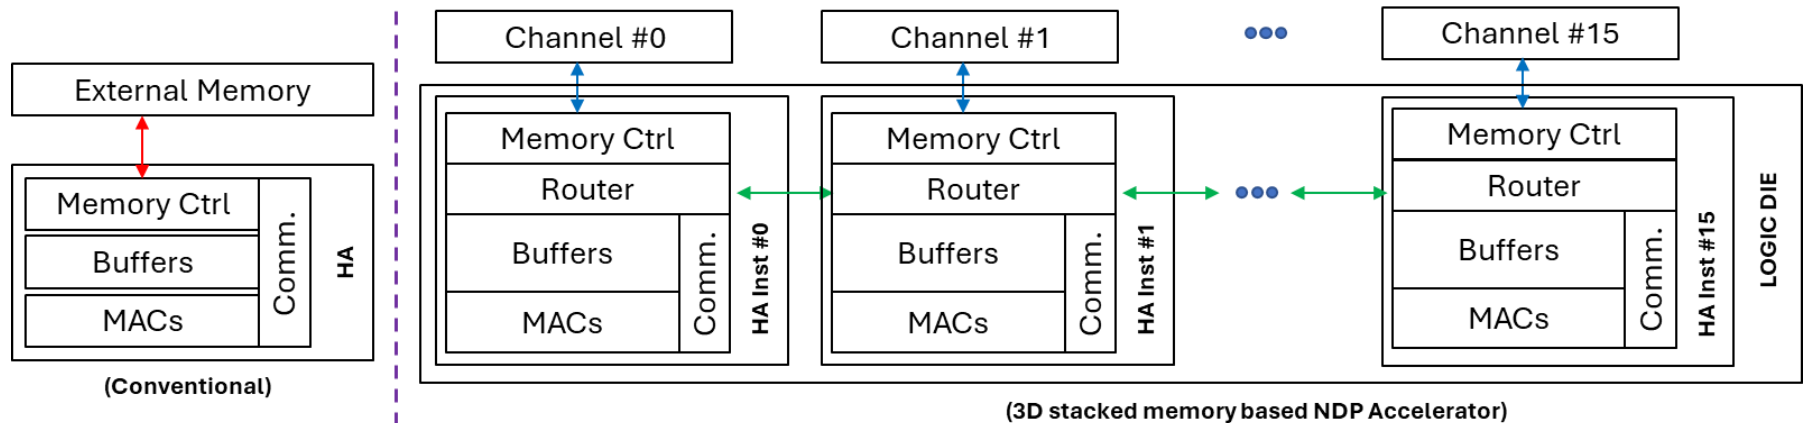 External Memory
Memory Ctrl
Buffers
MACs
Comm.
HA
(Conventional)
Channel #0
Memory Ctrl
Router
Buffers
MACs
Comm.
HA Inst #0
Channel #1
Memory Ctrl
Router
Buffers
MACs
Comm.
HA Inst #1
Channel #15
Memory Ctrl
Router
Buffers
MACs
Comm.
HA Inst #15
LOGIC DIE
(3D stacked memory based NDP Accelerator)